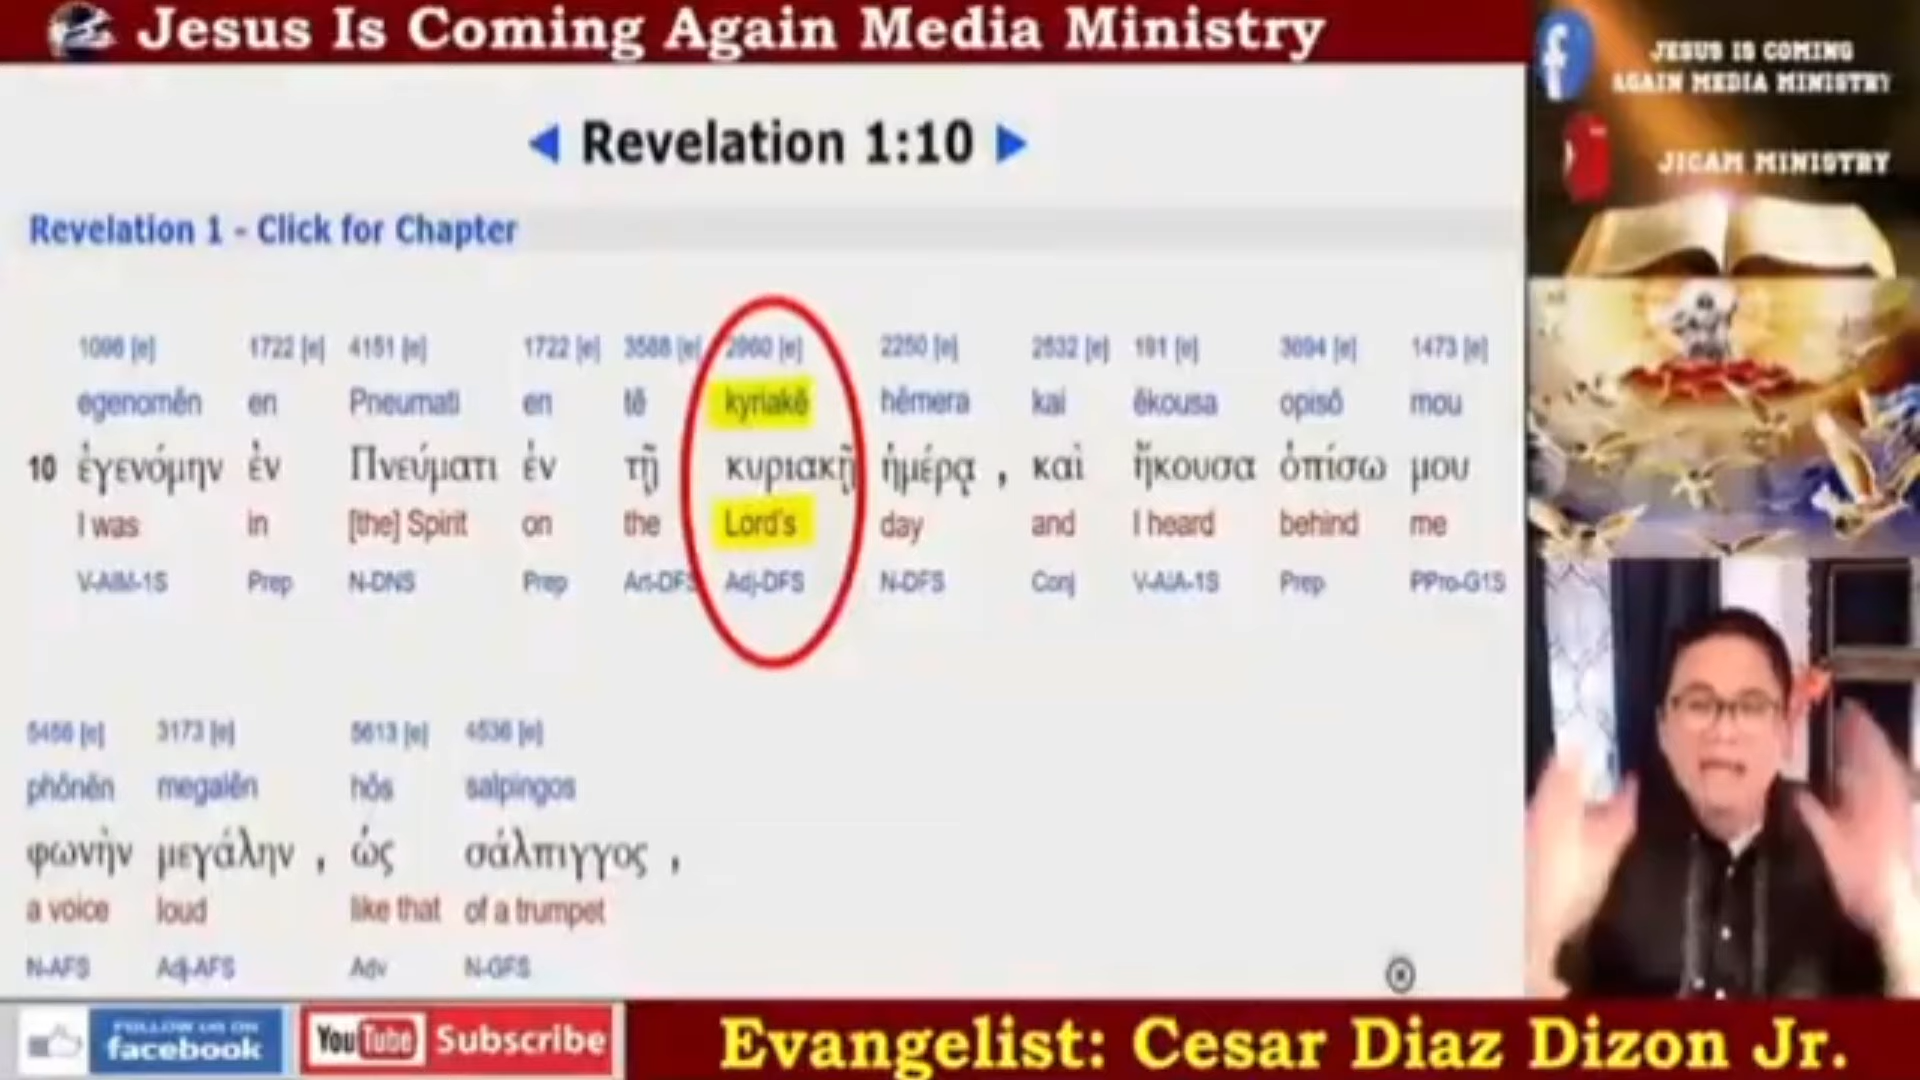 Jesus Is Coming Again Media Ministry
JESUS IS COMING
AGAIN MEDIA MINISTRY
JICAM MINISTRY
◀ Revelation 1:10 ▶
Revelation 1 - Click for Chapter
1096 [e] 1722 [e] 4151 [e] 1722 [e] 3588 [e] 2960 [e] 2250 [e] 2532 [e] 191 [e] 3694 [e] 1473 [e]
egenomēn en Pneumati en tē kyriakē hēmera kai ēkousa opisō mou
10 ἐγενόμην ἐν Πνεύματι ἐν τῇ κυριακῇ ἡμέρᾳ , καὶ ἤκουσα ὀπίσω μου
I was in [the] Spirit on the Lord's day and I heard behind me
V-AIM-1S Prep N-DNS Prep Art-DFS Adj-DFS N-DFS Conj V-AIA-1S Prep PPro-G1S
5456 [e] 3173 [e] 5613 [e] 4536 [e]
phōnēn megalēn hōs salpingos
φωνὴν μεγάλην , ὡς σάλπιγγος ,
a voice loud like that of a trumpet
N-AFS Adj-AFS Adv N-GFS
FOLLOW US ON
facebook
YouTube Subscribe
Evangelist: Cesar Diaz Dizon Jr.